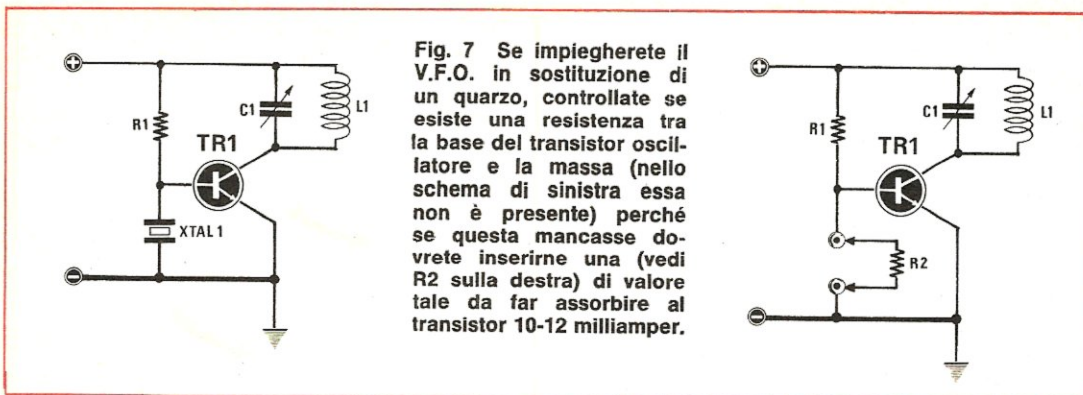 R1
C1
L1
TR1
XTAL 1
Fig. 7 Se impiegherete il
V.F.O. in sostituzione di
un quarzo, controllate se
esiste una resistenza tra
la base del transistor oscil-
latore e la massa (nello
schema di sinistra essa
non è presente) perché
se questa mancasse do-
vrete inserirne una (vedi
R2 sulla destra) di valore
tale da far assorbire al
transistor 10-12 milliamper.
R1
C1
L1
TR1
R2